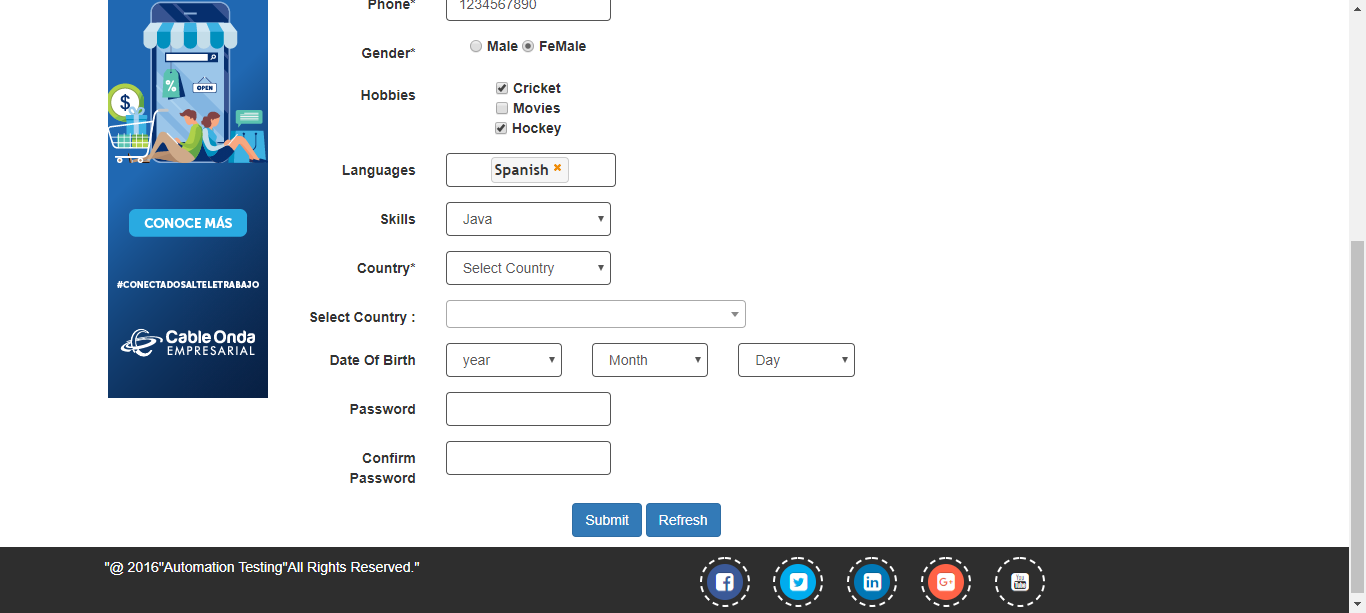 Phone*
1234567890
Gender*
Male
FeMale
Hobbies
Cricket
Movies
Hockey
Languages
Spanish
Skills
Java
Country*
Select Country
Select Country :
Date Of Birth
year
Month
Day
Password
Confirm
Password
Submit
Refresh
%
OPEN
$
CONOCE MÁS
#CONECTADOSALTELETRABAJO
Cable Onda
EMPRESARIAL
"@ 2016"Automation Testing"All Rights Reserved."
f
in
G+
You
Tube